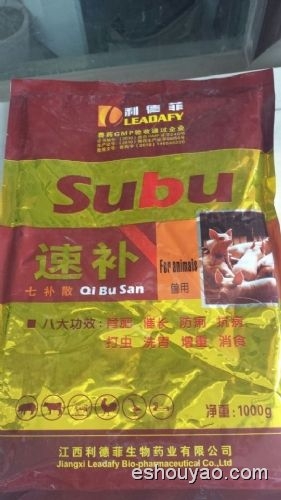 利德菲
LEADAFY
兽药GMP验收通过企业
Subu
速补
七补散 Qi Bu San
For animals
兽用
八大功效：育肥 催长 防病 抗病
打虫 洗胃 增蛋 消食
净重：1000g
江西利德菲生物药业有限公司
Jiangxi Leadafy Bio-pharmaceutical Co.,Ltd
eshouyao.com